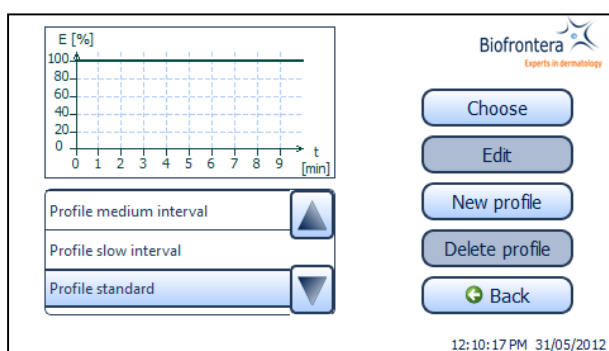 E [%]
100
80
60
40
20
0
0 1 2 3 4 5 6 7 8 9
t
[min]
Profile medium interval
Profile slow interval
Profile standard
Biofrontera
Experts in dermatology
Choose
Edit
New profile
Delete profile
Back
12:10:17 PM 31/05/2012